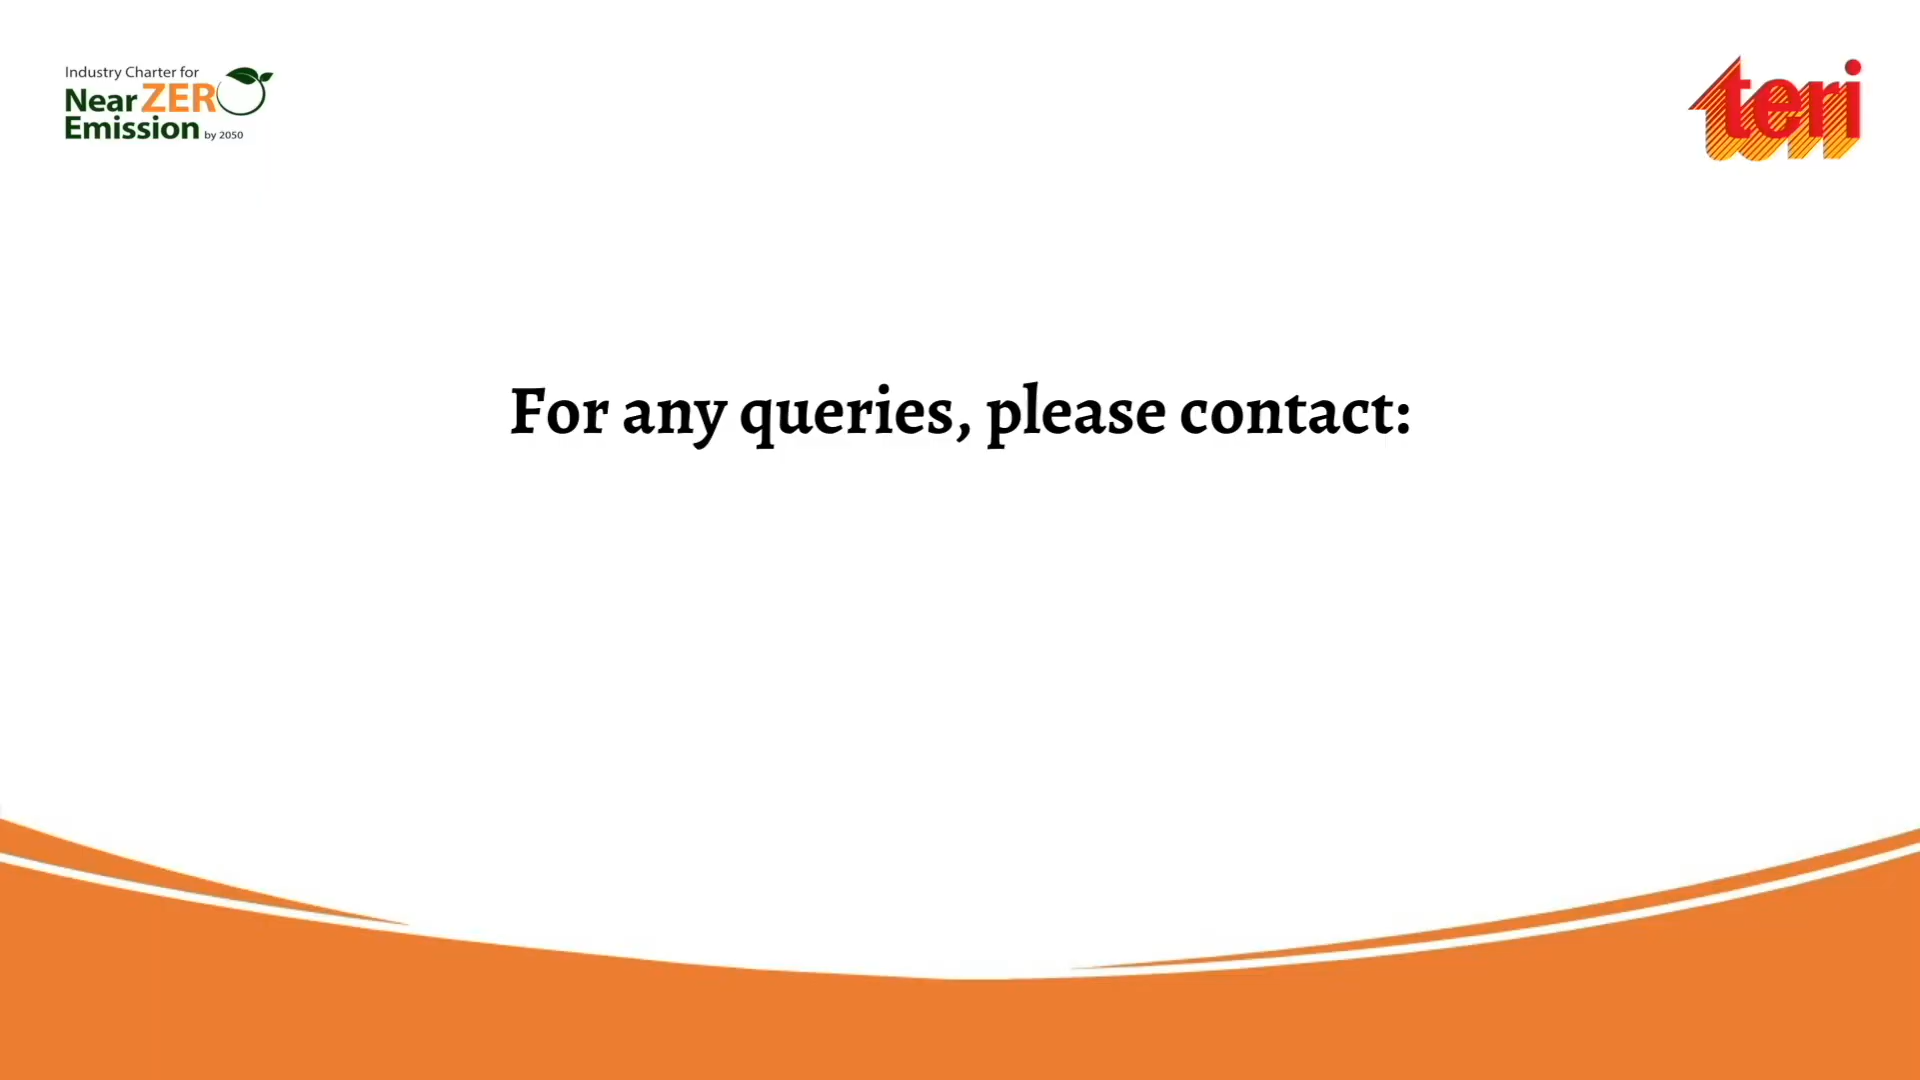 Industry Charter for
Near ZERO
Emission by 2050
teri
For any queries, please contact: